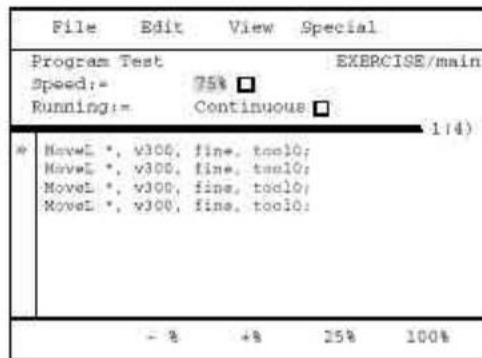 File Edit View Special
Program Test EXERCISE/main
Speed:= 75%
Running:= Continuous
1(4)
» MoveL *, v300, fine, tool0;
MoveL *, v300, fine, tool0;
MoveL *, v300, fine, tool0;
MoveL *, v300, fine, tool0;
- % +% 25% 100%